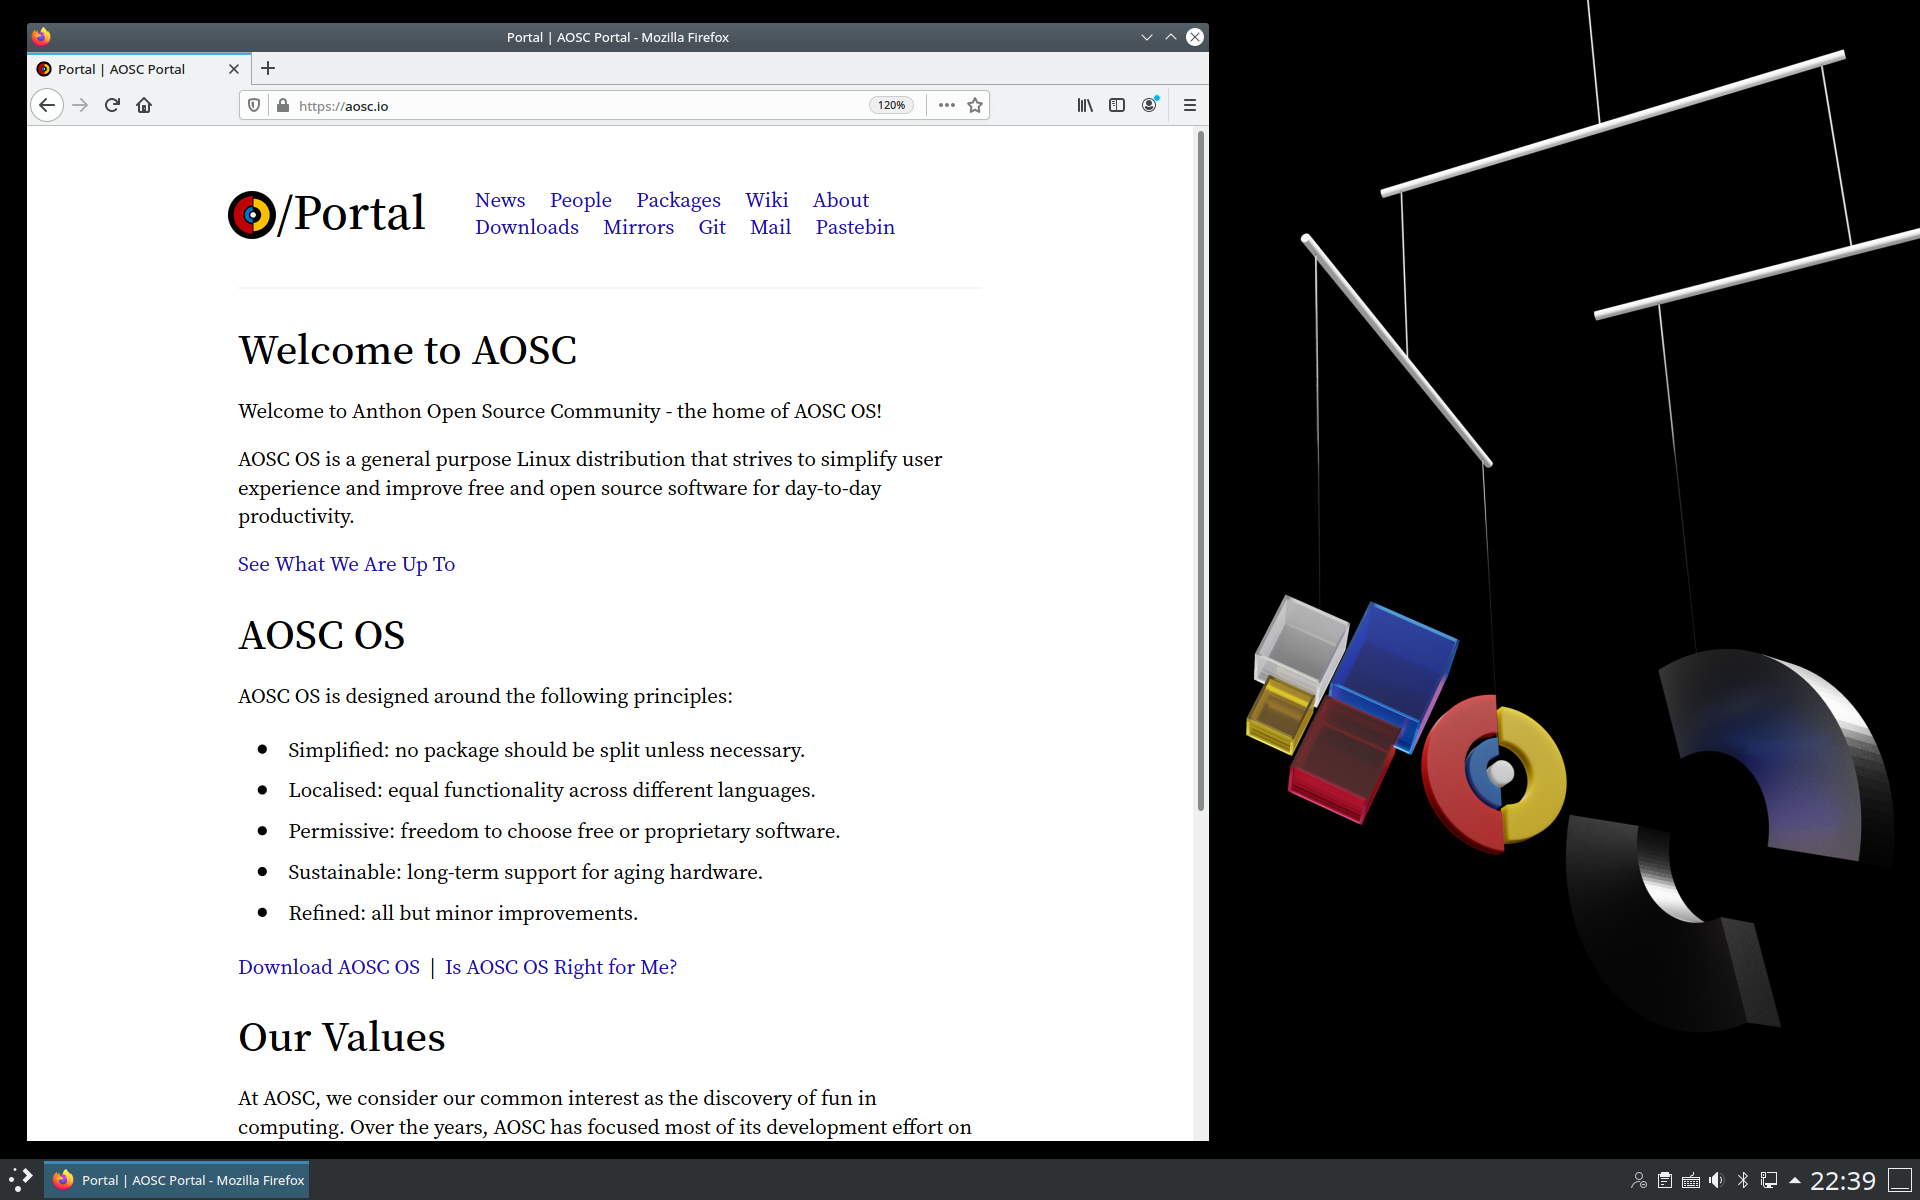 Portal | AOSC Portal - Mozilla Firefox
Portal | AOSC Portal
https://aosc.io
120%
/Portal
News People Packages Wiki About
Downloads Mirrors Git Mail Pastebin
Welcome to AOSC
Welcome to Anthon Open Source Community - the home of AOSC OS!
AOSC OS is a general purpose Linux distribution that strives to simplify user
experience and improve free and open source software for day-to-day
productivity.
See What We Are Up To
AOSC OS
AOSC OS is designed around the following principles:
Simplified: no package should be split unless necessary.
Localised: equal functionality across different languages.
Permissive: freedom to choose free or proprietary software.
Sustainable: long-term support for aging hardware.
Refined: all but minor improvements.
Download AOSC OS | Is AOSC OS Right for Me?
Our Values
At AOSC, we consider our common interest as the discovery of fun in
computing. Over the years, AOSC has focused most of its development effort on
Portal | AOSC Portal - Mozilla Firefox
22:39